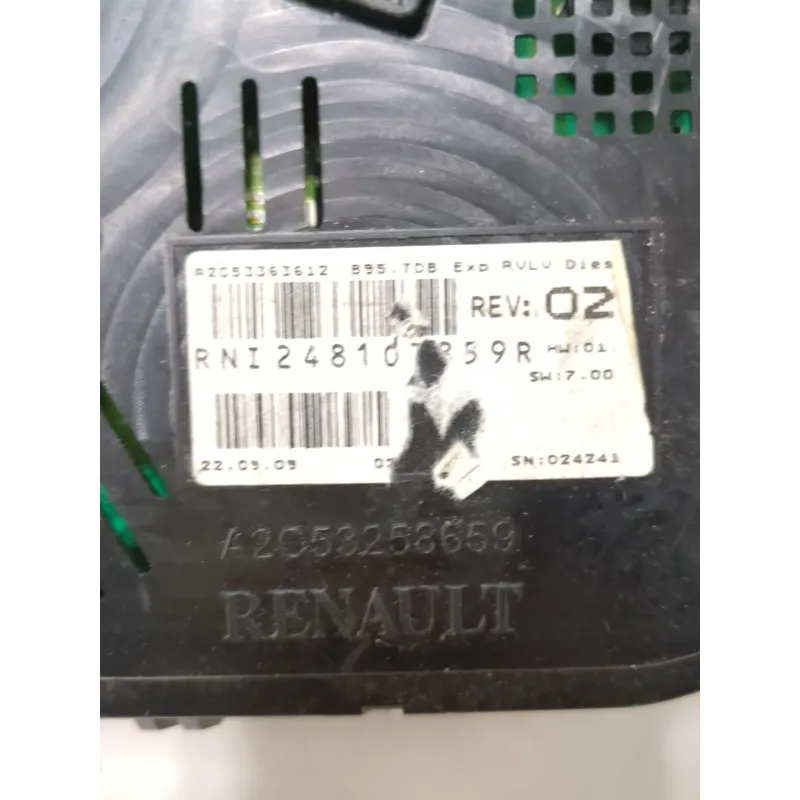 A2C53363612 B95.TDB Exp RVLV Dies
REV: 02
HW:01.
SW:7.00
22.09.09 SN:024241
A2C53258659
RENAULT